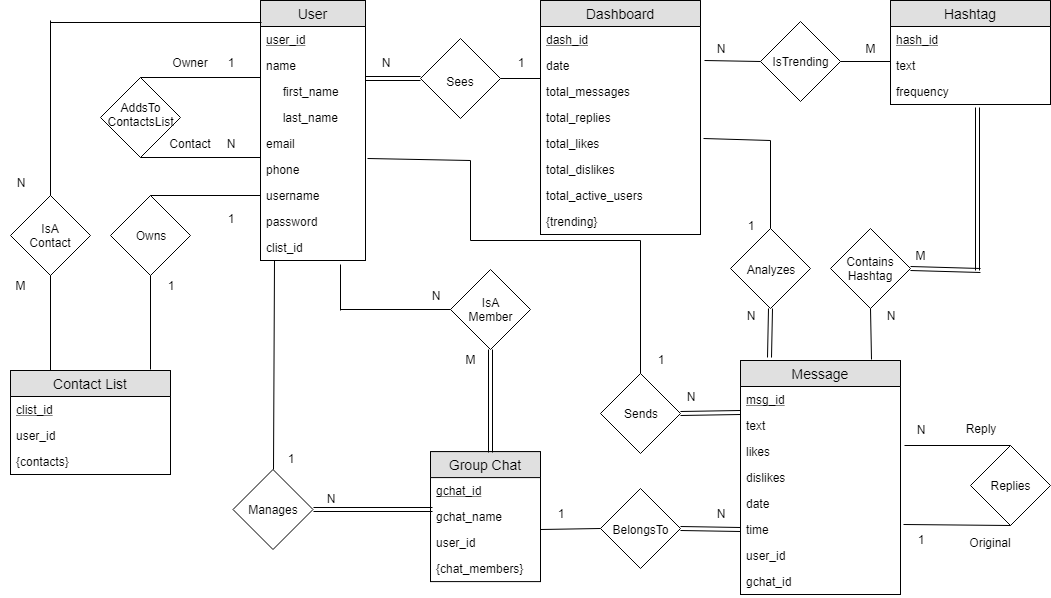 User
user_id
name
first_name
last_name
email
phone
username
password
clist_id
Dashboard
dash_id
date
total_messages
total_replies
total_likes
total_dislikes
total_active_users
{trending}
Hashtag
hash_id
text
frequency
Owner 1
AddsTo
ContactsList
Contact N
N
Sees
1
N
IsTrending
M
N
IsA
Contact
M
Owns
1
1
1
Analyzes
N
Contains
Hashtag
M
N
N
IsA
Member
M
Contact List
clist_id
user_id
{contacts}
1
Sends
N
Message
msg_id
text
likes
dislikes
date
time
user_id
gchat_id
N Reply
Replies
1 Original
1
Manages
N
Group Chat
gchat_id
gchat_name
user_id
{chat_members}
1
BelongsTo
N